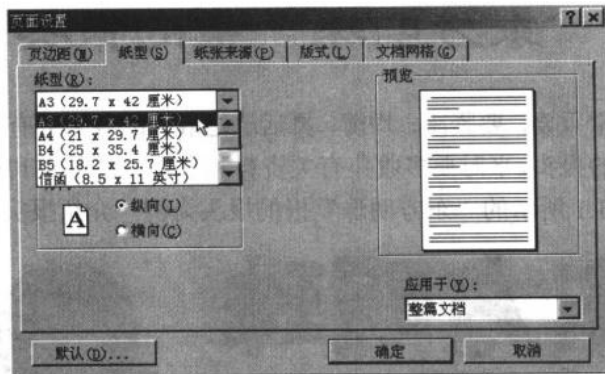 页面设置
页边距(M) 纸型(S) 纸张来源(P) 版式(L) 文档网格(G)
纸型(R):
A3 (29.7 x 42 厘米)
A3 (29.7 x 42 厘米)
A4 (21 x 29.7 厘米)
B4 (25 x 35.4 厘米)
B5 (18.2 x 25.7 厘米)
信函 (8.5 x 11 英寸)
A
纵向(I)
横向(C)
预览
应用于(Y):
整篇文档
默认(D)...
确定
取消